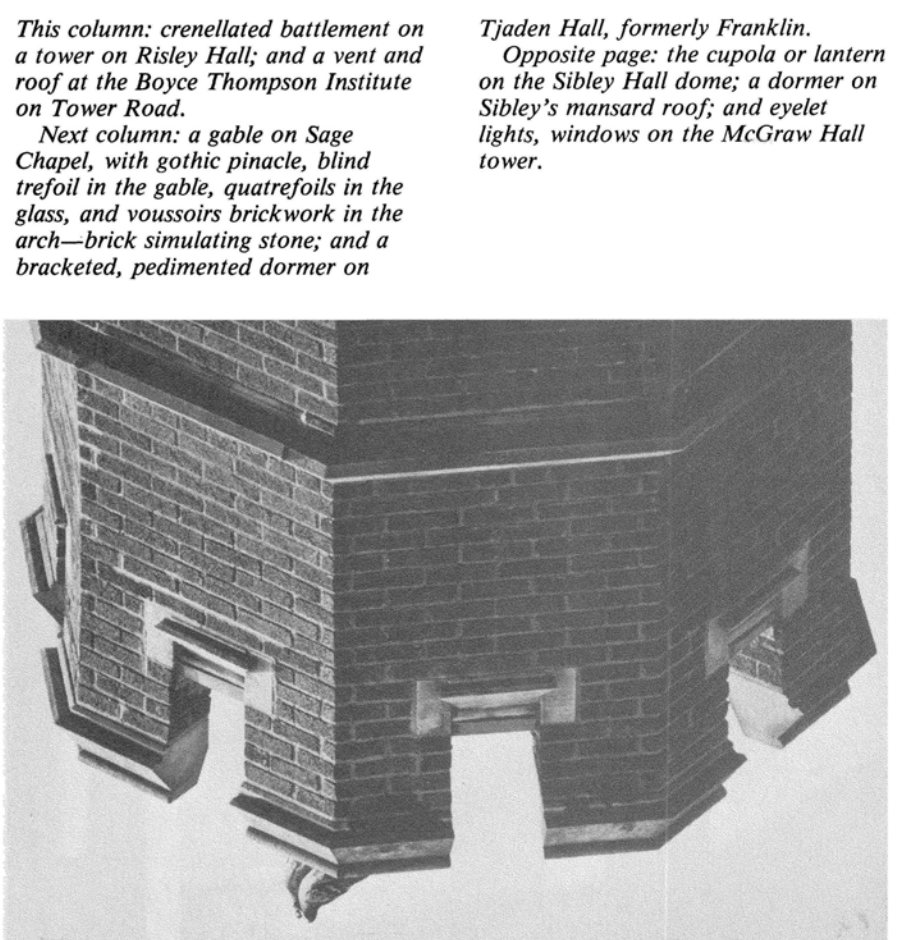 This column: crenellated battlement on
a tower on Risley Hall; and a vent and
roof at the Boyce Thompson Institute
on Tower Road.
Next column: a gable on Sage
Chapel, with gothic pinacle, blind
trefoil in the gable, quatrefoils in the
glass, and voussoirs brickwork in the
arch—brick simulating stone; and a
bracketed, pedimented dormer on
Tjaden Hall, formerly Franklin.
Opposite page: the cupola or lantern
on the Sibley Hall dome; a dormer on
Sibley's mansard roof; and eyelet
lights, windows on the McGraw Hall
tower.